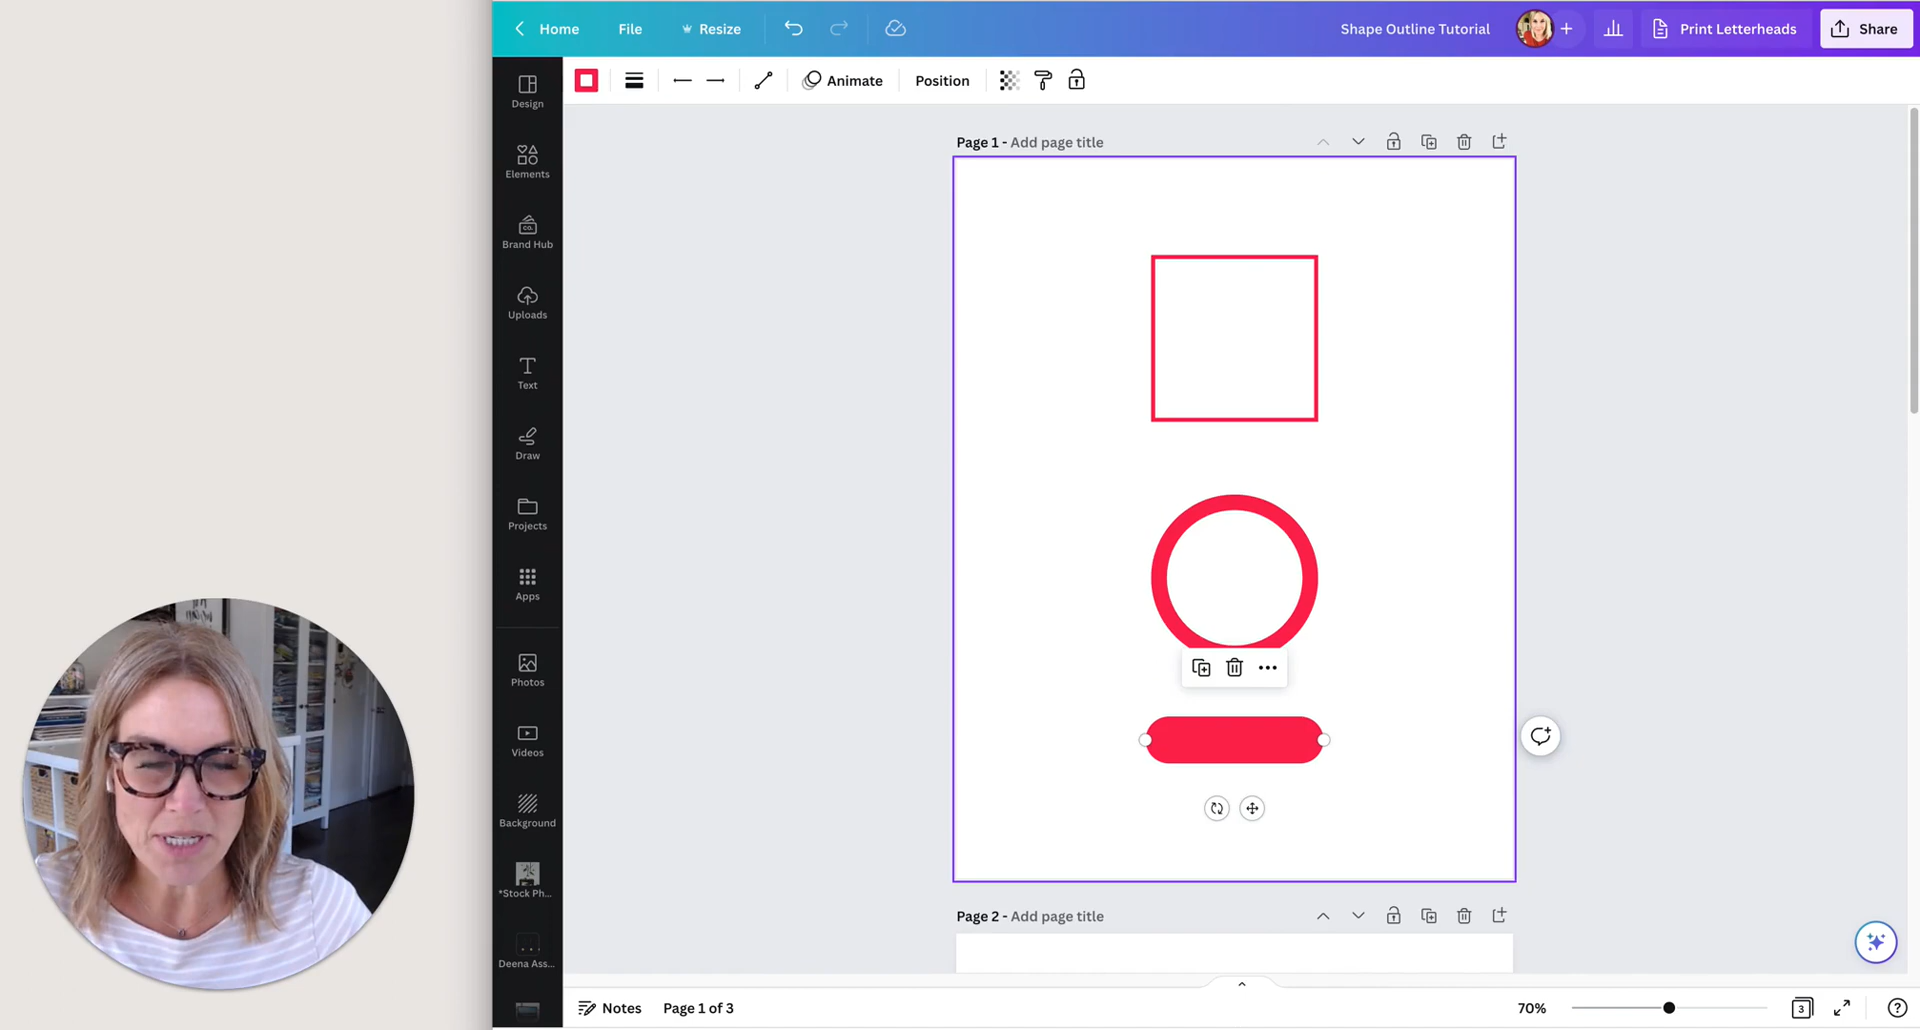 Home
File
Resize
Shape Outline Tutorial
Print Letterheads
Share
Animate
Position
Design
Elements
CO.
Brand Hub
Uploads
Text
Draw
Projects
Apps
Photos
Videos
Background
*Stock Ph...
Deena Ass...
Page 1 - Add page title
Page 2 - Add page title
Notes
Page 1 of 3
70%
3
?